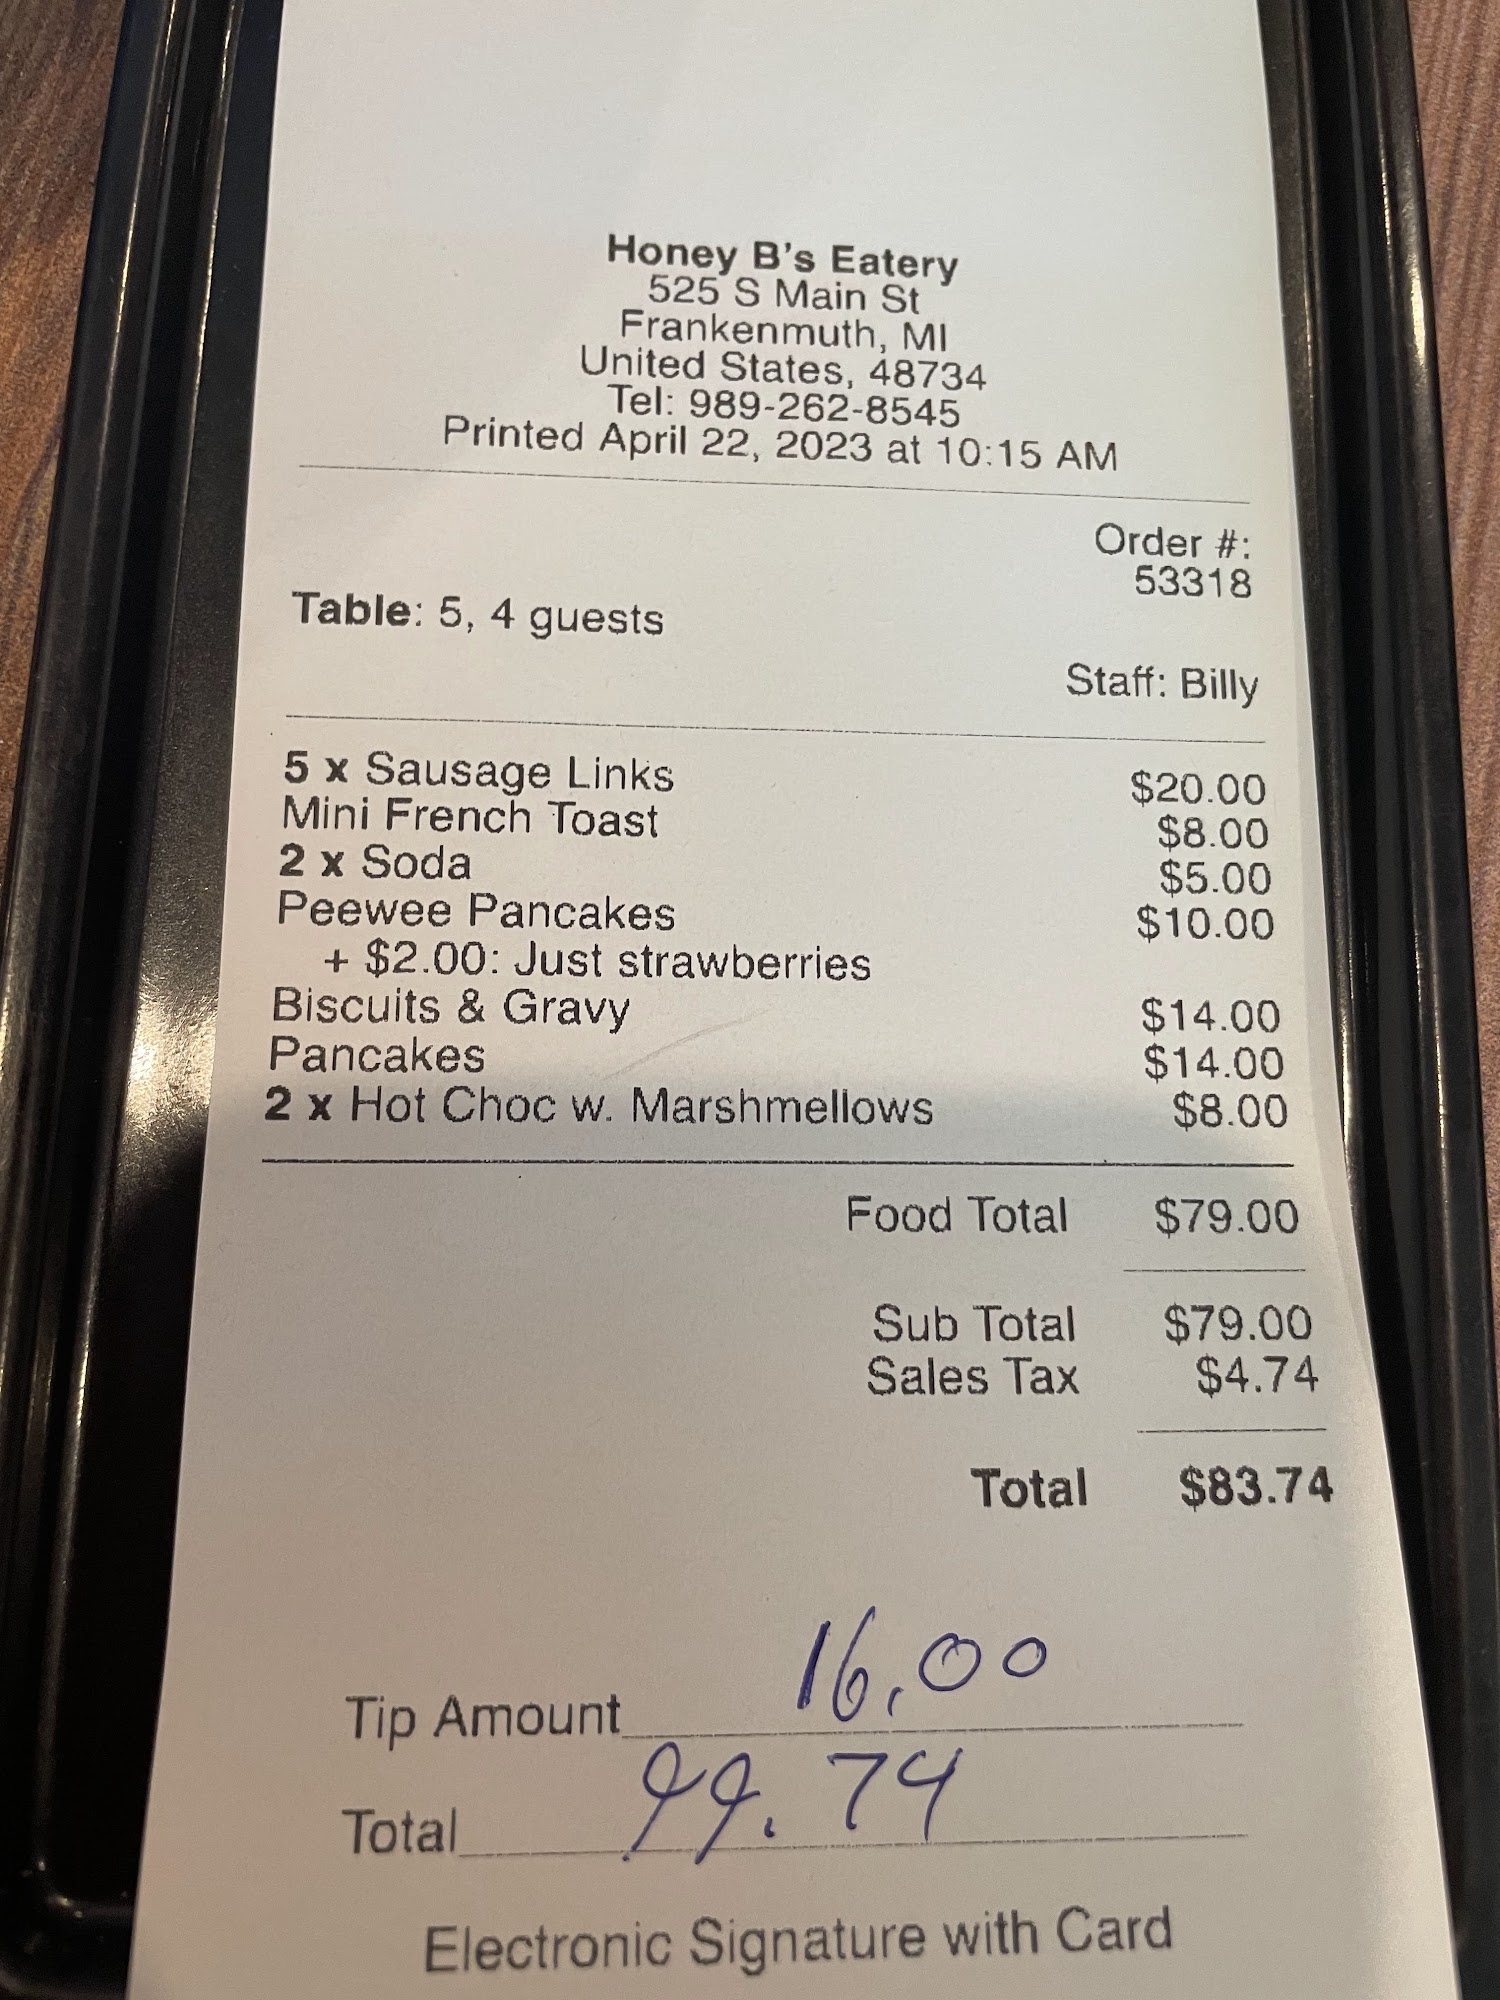 Honey B's Eatery
525 S Main St
Frankenmuth, MI
United States, 48734
Tel: 989-262-8545
Printed April 22, 2023 at 10:15 AM
Order #:
53318
Table: 5, 4 guests
Staff: Billy
5 x Sausage Links $20.00
Mini French Toast $8.00
2 x Soda $5.00
Peewee Pancakes $10.00
+ $2.00: Just strawberries
Biscuits & Gravy $14.00
Pancakes $14.00
2 x Hot Choc w. Marshmellows $8.00
Food Total $79.00
Sub Total $79.00
Sales Tax $4.74
Total $83.74
Tip Amount 16.00
Total 99.74
Electronic Signature with Card